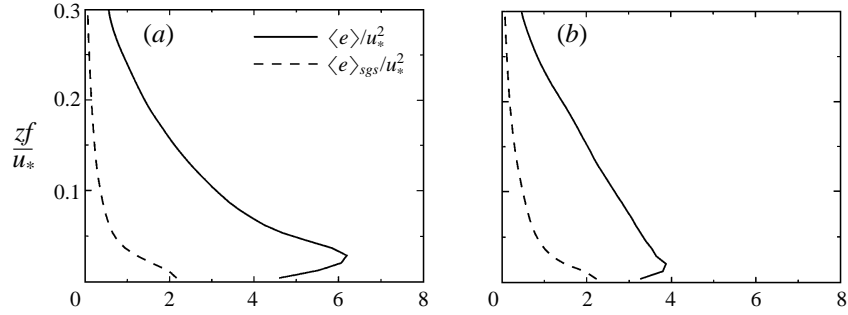 0.3
0.2
0.1
zf
u*
(a)
⟨e⟩/u*²
⟨e⟩sgs/u*²
0 2 4 6 8
(b)
0 2 4 6 8